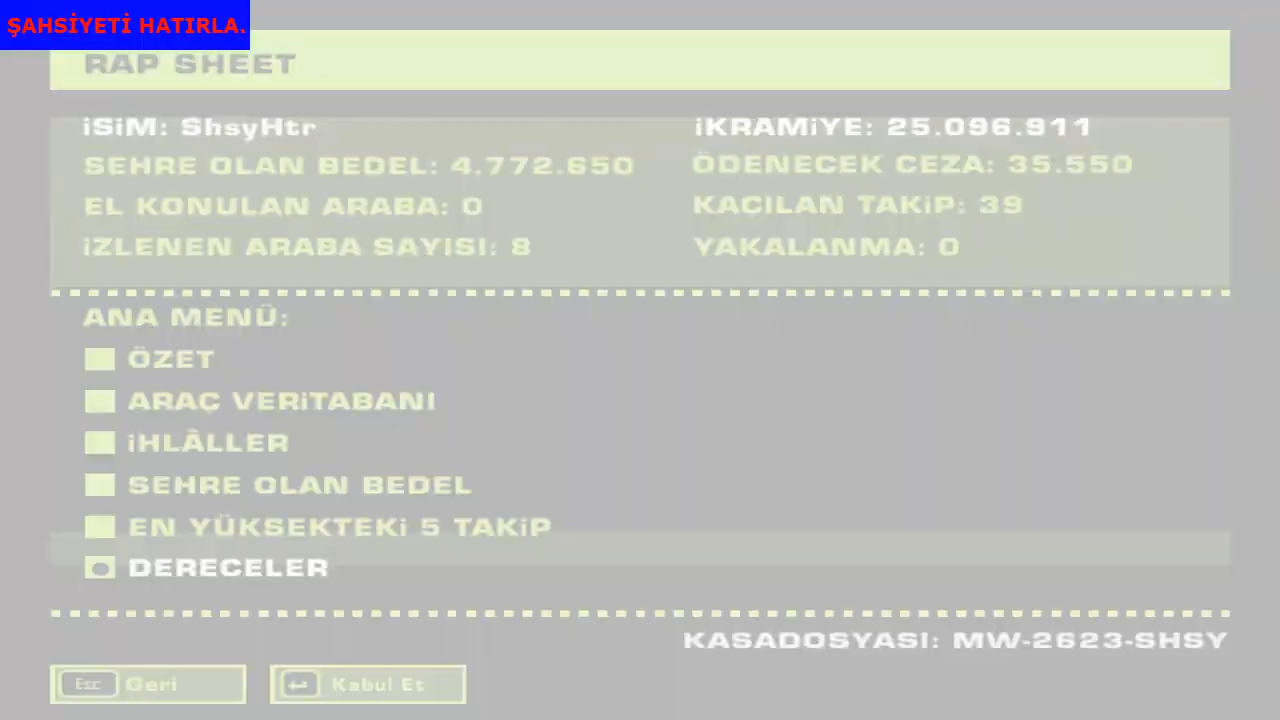 ŞAHSİYETİ HATIRLA.
RAP SHEET
iSiM: ShsyHtr
iKRAMiYE: 25.096.911
SEHRE OLAN BEDEL: 4.772.650
ÖDENECEK CEZA: 35.550
EL KONULAN ARABA: 0
KACILAN TAKiP: 39
iZLENEN ARABA SAYISI: 8
YAKALANMA: 0
ANA MENÜ:
ÖZET
ARAÇ VERiTABANI
iHLÂLLER
SEHRE OLAN BEDEL
EN YÜKSEKTEKi 5 TAKiP
DERECELER
KASADOSYASI: MW-2623-SHSY
Esc Geri
Kabul Et